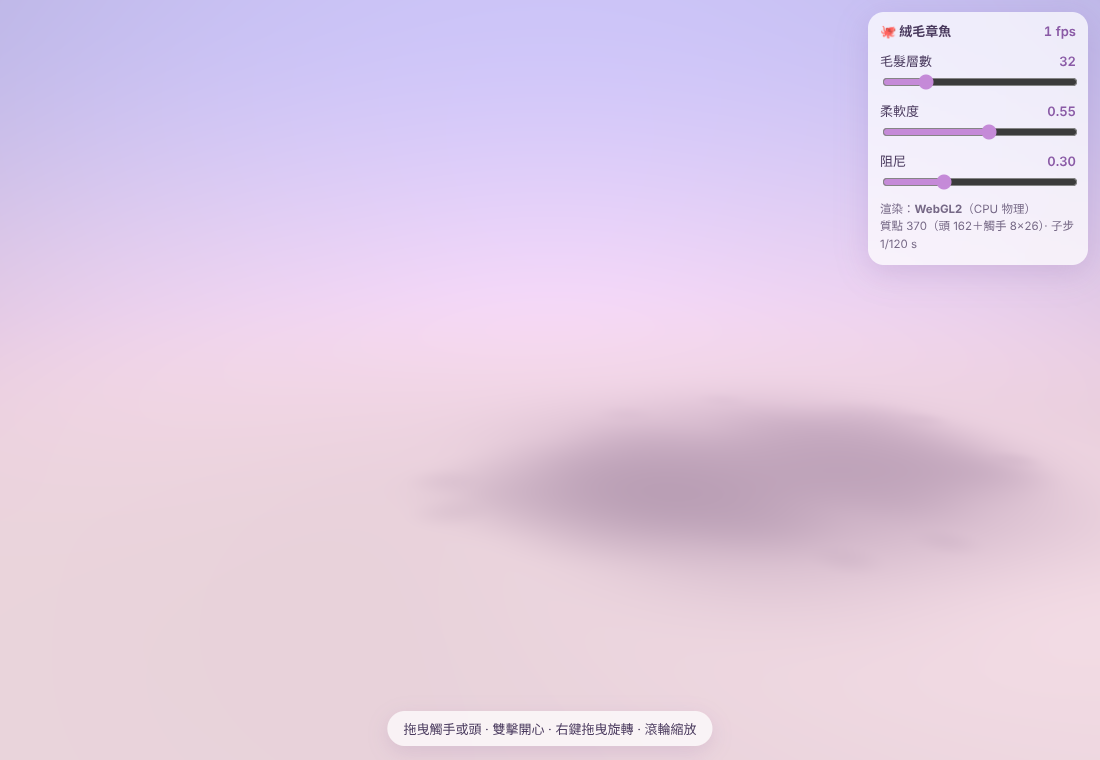 🐙 絨毛章魚 1 fps
毛髮層數 32
柔軟度 0.55
阻尼 0.30
渲染：WebGL2（CPU 物理）
質點 370（頭 162＋觸手 8×26）· 子步
1/120 s
拖曳觸手或頭 · 雙擊開心 · 右鍵拖曳旋轉 · 滾輪縮放